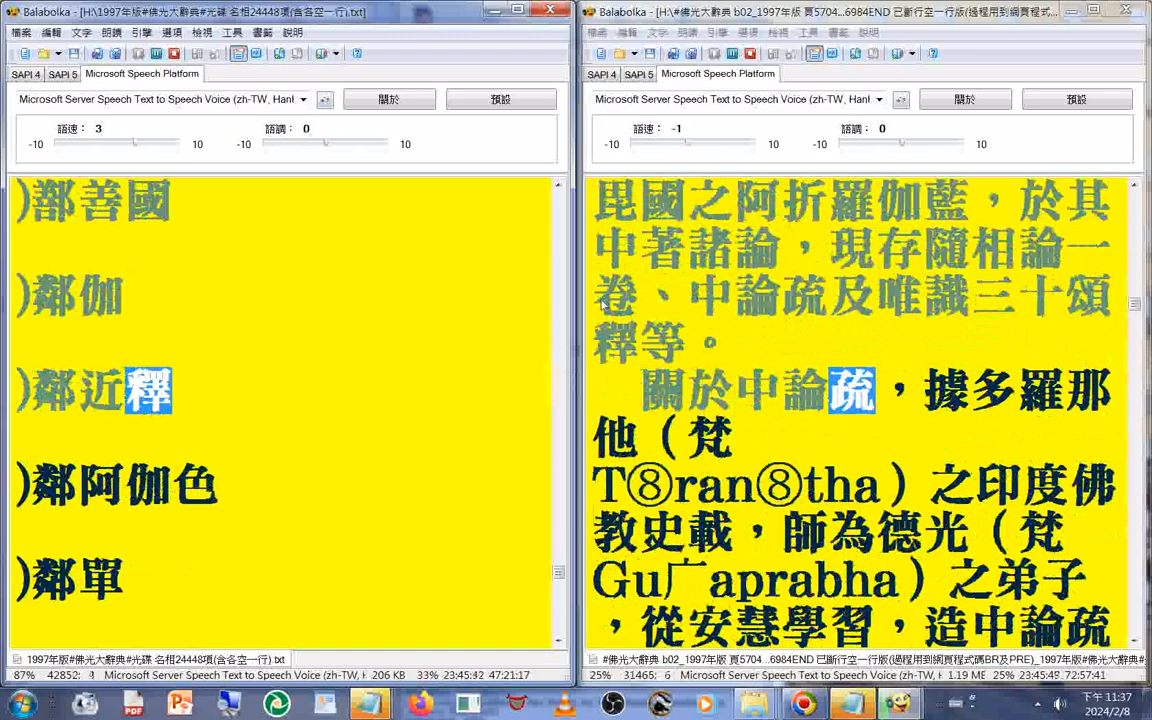 Balabolka - [H:\1997年版#佛光大辭典#光碟 名相24448項(含各空一行).txt]
檔案 編輯 文字 朗讀 引擎 選項 檢視 工具 書籤 說明
SAPI 4 SAPI 5 Microsoft Speech Platform
Microsoft Server Speech Text to Speech Voice (zh-TW, Hanl
關於
預設
語速： 3
語調： 0
-10 10 -10 10
)鄯善國
)鄰伽
)鄰近釋
)鄰阿伽色
)鄰單
1997年版#佛光大辭典#光碟 名相24448項(含各空一行).txt
87% 42852: Microsoft Server Speech Text to Speech Voice (zh-TW, H 206 KB 33% 23:45:32 47:21:17
Balabolka - [H:\#佛光大辭典 b02_1997年版 頁5704...6984END 已斷行空一行版(過程用到網頁程式...
檔案 編輯 文字 朗讀 引擎 選項 檢視 工具 書籤 說明
SAPI 4 SAPI 5 Microsoft Speech Platform
Microsoft Server Speech Text to Speech Voice (zh-TW, Hanl
關於
預設
語速： -1
語調： 0
-10 10 -10 10
毘國之阿折羅伽藍，於其
中著諸論，現存隨相論一
卷、中論疏及唯識三十頌
釋等。
關於中論疏，據多羅那
他（梵
T⑧ran⑧tha）之印度佛
教史載，師為德光（梵
Gu广aprabha）之弟子
，從安慧學習，造中論疏
#佛光大辭典 b02_1997年版 頁5704...6984END 已斷行空一行版(過程用到網頁程式碼BR及PRE)_1997年版#佛光大辭典#
25% 31465: Microsoft Server Speech Text to Speech Voice (zh-TW, H 1.19 MB 25% 23:45:49 72:57:41
下午 11:37
2024/2/8